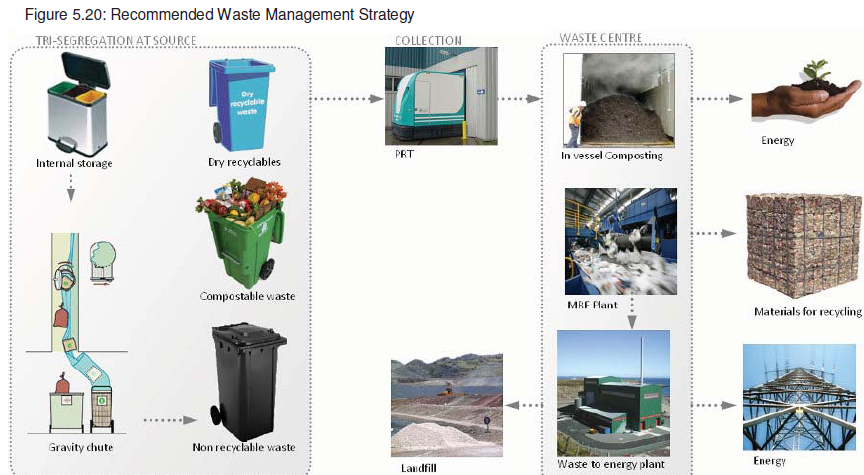 Figure 5.20: Recommended Waste Management Strategy
TRI-SEGREGATION AT SOURCE
COLLECTION
WASTE CENTRE
Dry
recyclable
waste
Internal storage
Dry recyclables
PRT
In vessel Composting
Energy
Compostable waste
MRF Plant
Materials for recycling
Gravity chute
Non recyclable waste
Landfill
Waste to energy plant
Energy